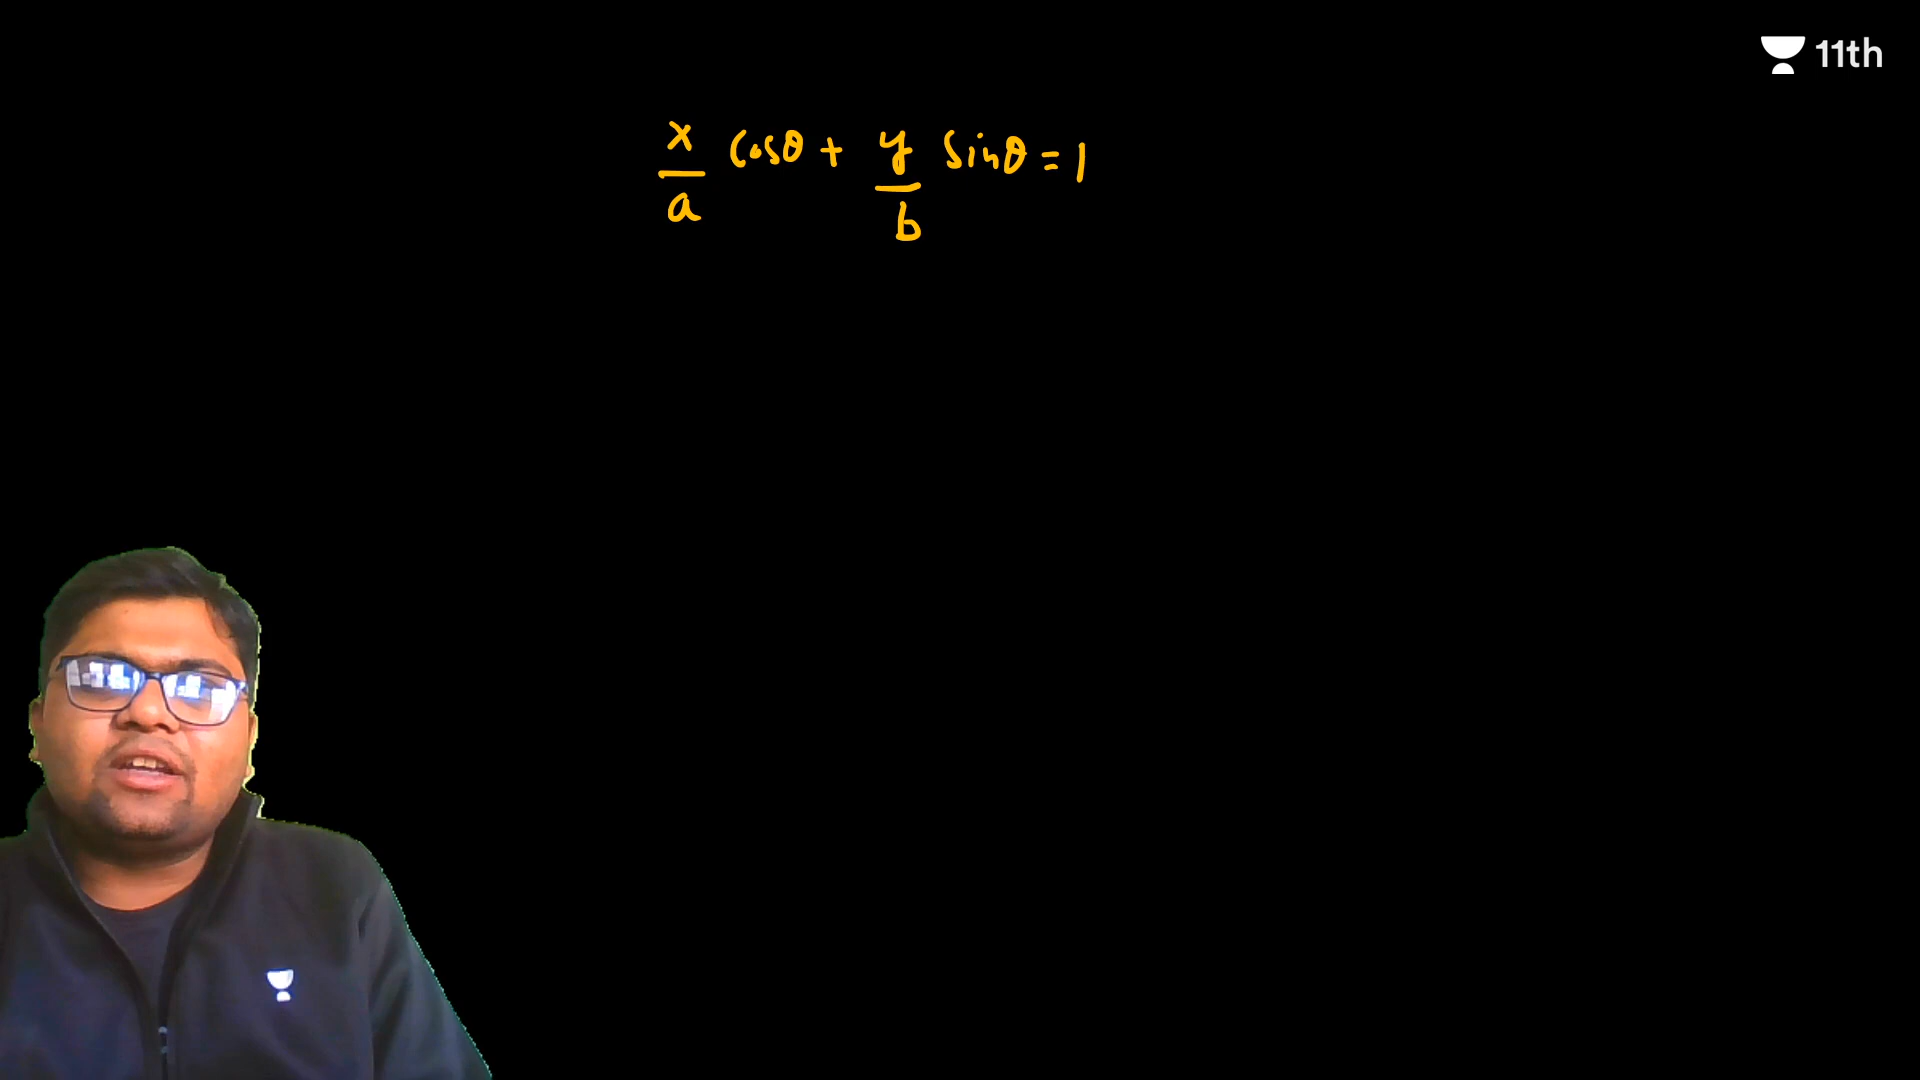 11th
x/a cosθ + y/b sinθ = 1